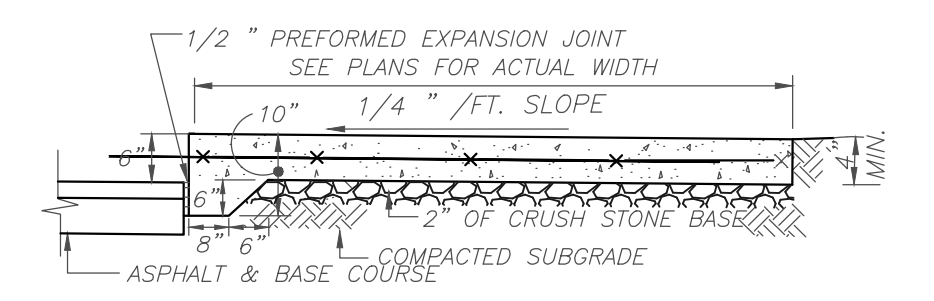 1/2 " PREFORMED EXPANSION JOINT
SEE PLANS FOR ACTUAL WIDTH
1/4 " /FT. SLOPE
10"
6"
4"
MIN.
6"
2" OF CRUSH STONE BASE
8"
6"
COMPACTED SUBGRADE
ASPHALT & BASE COURSE